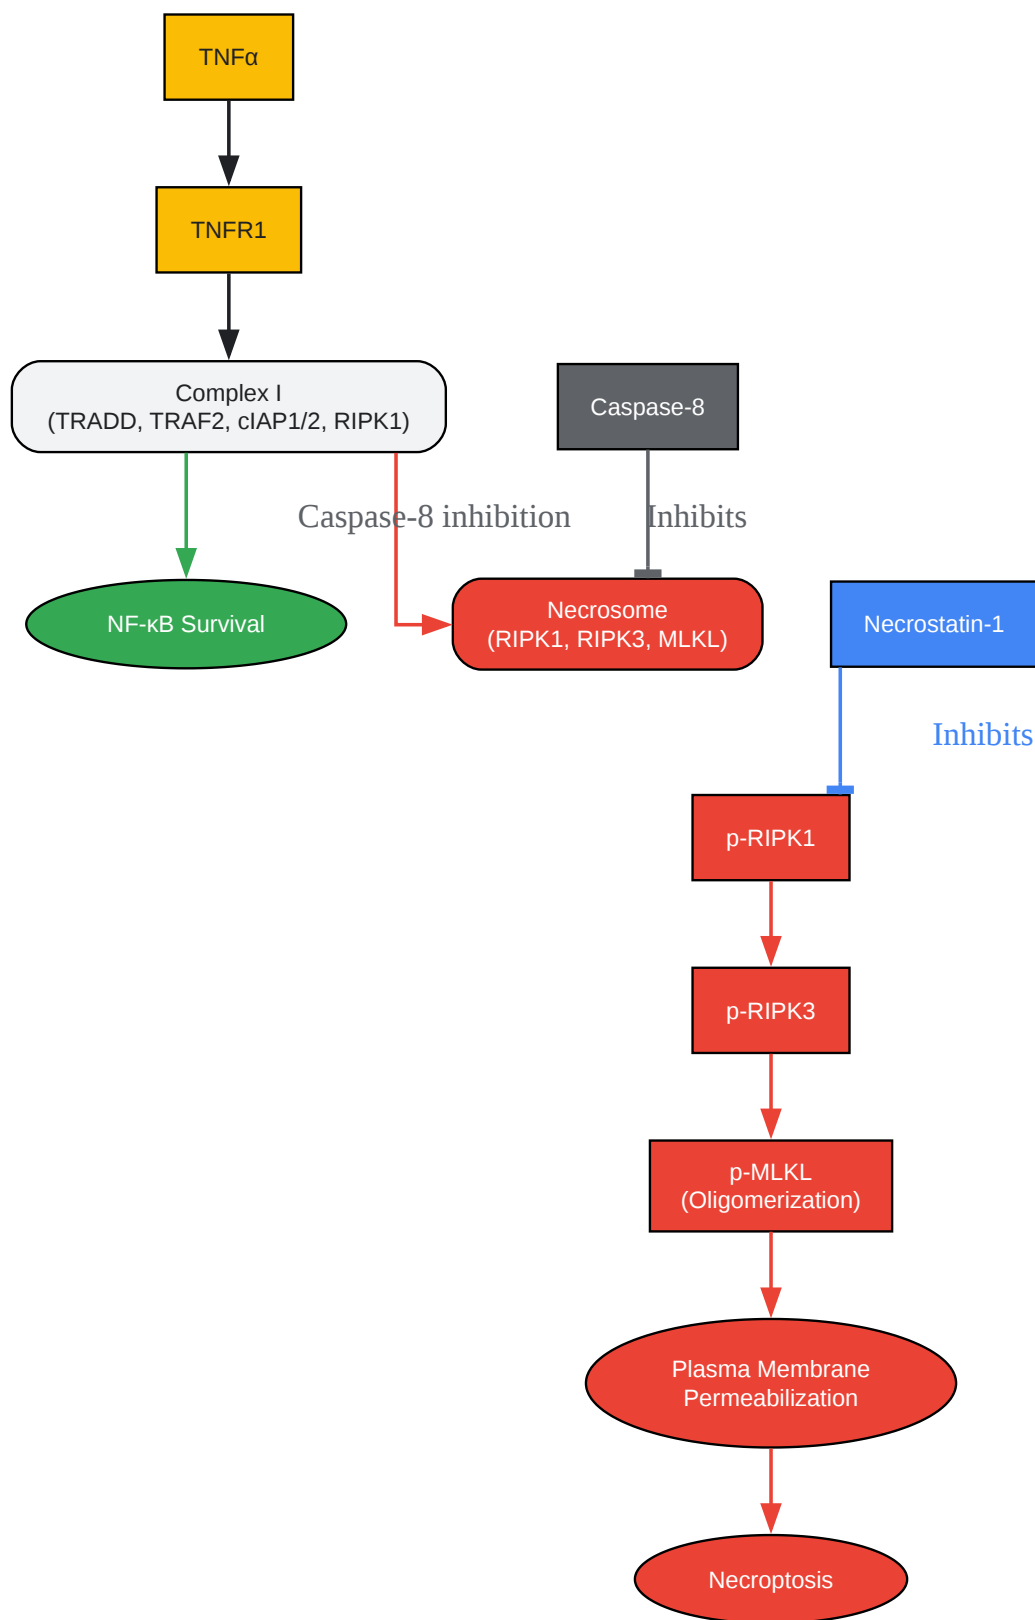 TNFα
TNFR1
Complex I
(TRADD, TRAF2, cIAP1/2, RIPK1)
Caspase-8
Caspase-8 inhibition
Inhibits
NF-κB Survival
Necrosome
(RIPK1, RIPK3, MLKL)
Necrostatin-1
Inhibits
p-RIPK1
p-RIPK3
p-MLKL
(Oligomerization)
Plasma Membrane
Permeabilization
Necroptosis